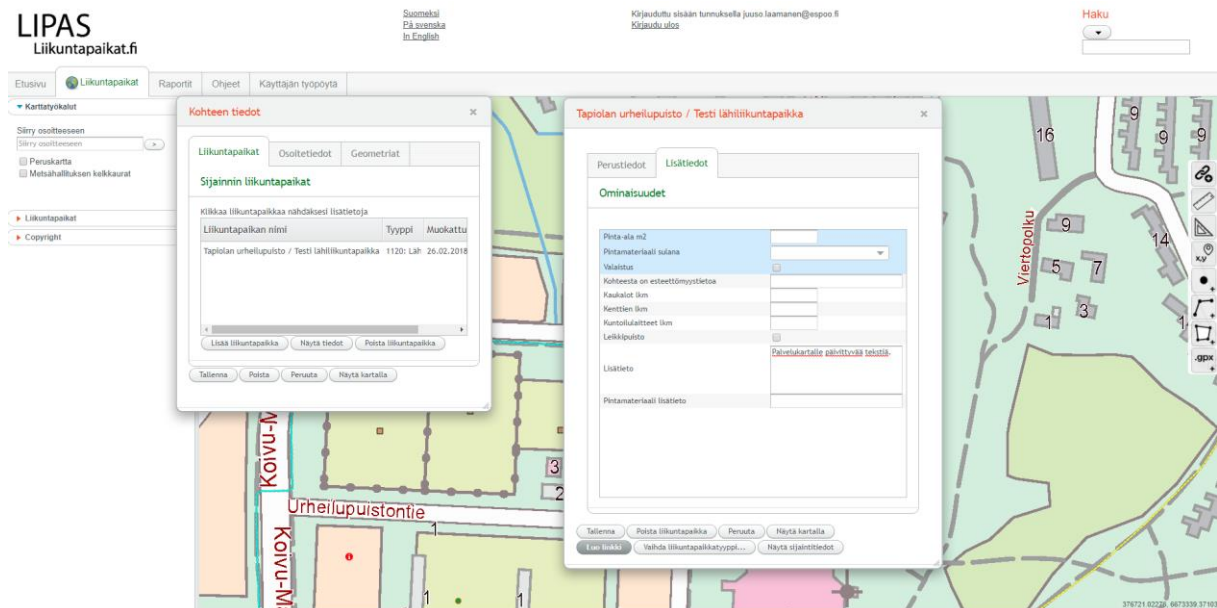 LIPAS
Liikuntapaikat.fi
Suomeksi
På svenska
In English
Kirjauduttu sisään tunnuksella juuso.laamanen@espoo.fi
Kirjaudu ulos
Haku
Etusivu
Liikuntapaikat
Raportit
Ohjeet
Käyttäjän työpöytä
Karttatyökalut
Siirry osoitteeseen
Siirry osoitteeseen
Peruskartta
Metsähallituksen kelkkaurat
Liikuntapaikat
Copyright
Kohteen tiedot
Liikuntapaikat
Osoitetiedot
Geometriat
Sijainnin liikuntapaikat
Klikkaa liikuntapaikkaa nähdäksesi lisätietoja
Liikuntapaikan nimi Tyyppi Muokattu
Tapiolan urheilupuisto / Testi lähiliikuntapaikka 1120: Läh 26.02.2018
Lisää liikuntapaikka Näytä tiedot Poista liikuntapaikka
Tallenna Poista Peruuta Näytä kartalla
Tapiolan urheilupuisto / Testi lähiliikuntapaikka
Perustiedot
Lisätiedot
Ominaisuudet
Pinta-ala m2
Pintamateriaali sulana
Valaistus
Kohteesta on esteettömyystietoa
Kaukalot lkm
Kenttien lkm
Kuntoilulaitteet lkm
Leikkipuisto
Lisätieto
Palvelukartalle päivittyvää tekstiä.
Pintamateriaali lisätieto
Tallenna Poista liikuntapaikka Peruuta Näytä kartalla
Luo linkki Vaihda liikuntapaikkatyyppi... Näytä sijaintitiedot
16
9
9
9
9
14
5
7
1
3
1
Viertopolku
x,y
.gpx
Koivu-M
3
2
Urheilupuistontie
1
Koivu-M
1
1